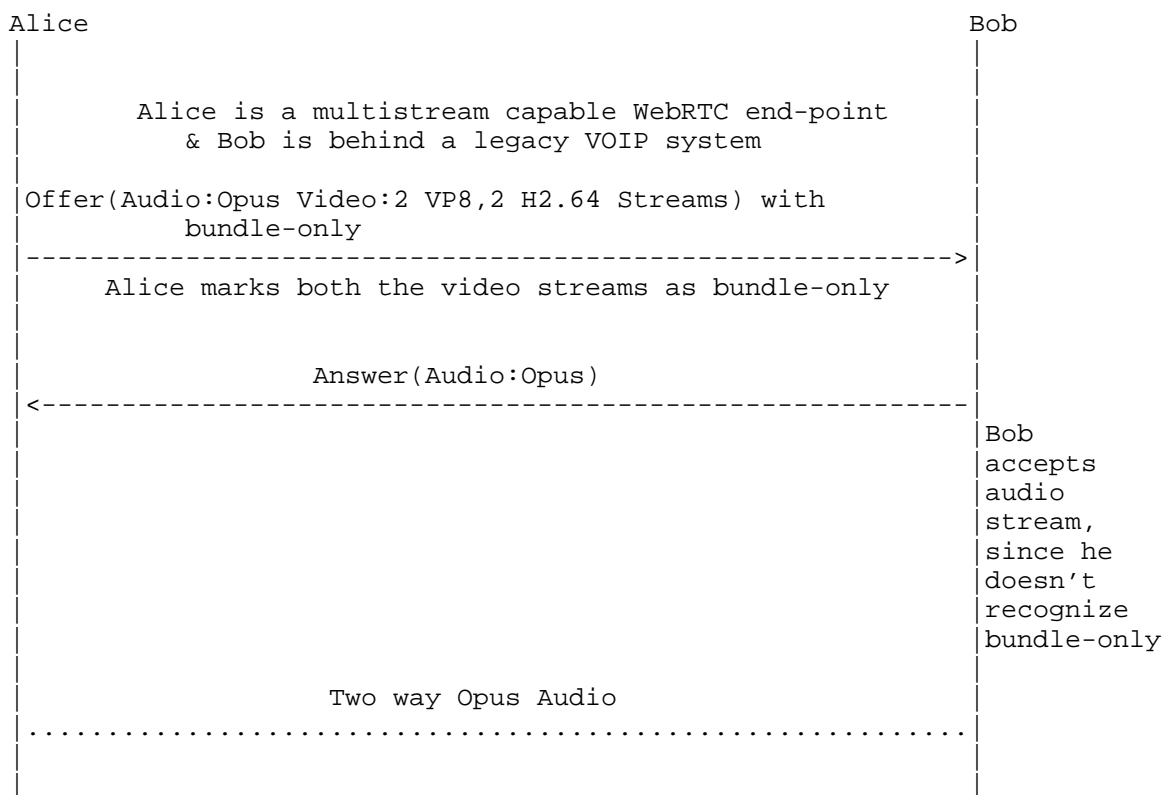 Alice Bob
Alice is a multistream capable WebRTC end-point
& Bob is behind a legacy VOIP system
Offer(Audio:Opus Video:2 VP8,2 H2.64 Streams) with
bundle-only
|---------------------------------------------------------->|
Alice marks both the video streams as bundle-only
Answer(Audio:Opus)
|<----------------------------------------------------------|
Bob
accepts
audio
stream,
since he
doesn't
recognize
bundle-only
Two way Opus Audio
|...........................................................|